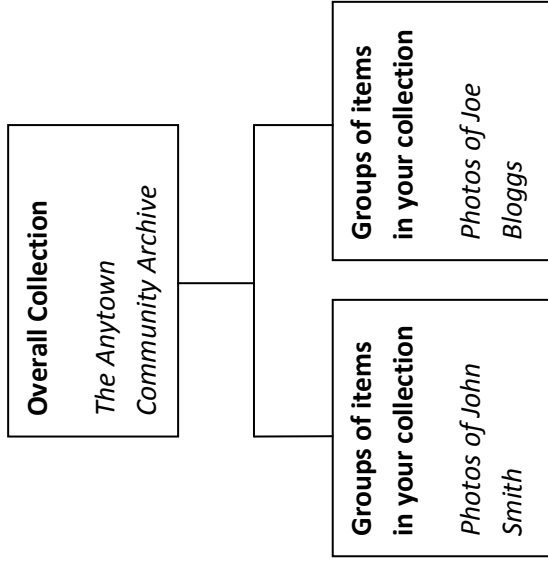 Overall Collection
The Anytown
Community Archive
Groups of items
in your collection
Photos of John
Smith
Groups of items
in your collection
Photos of Joe
Bloggs